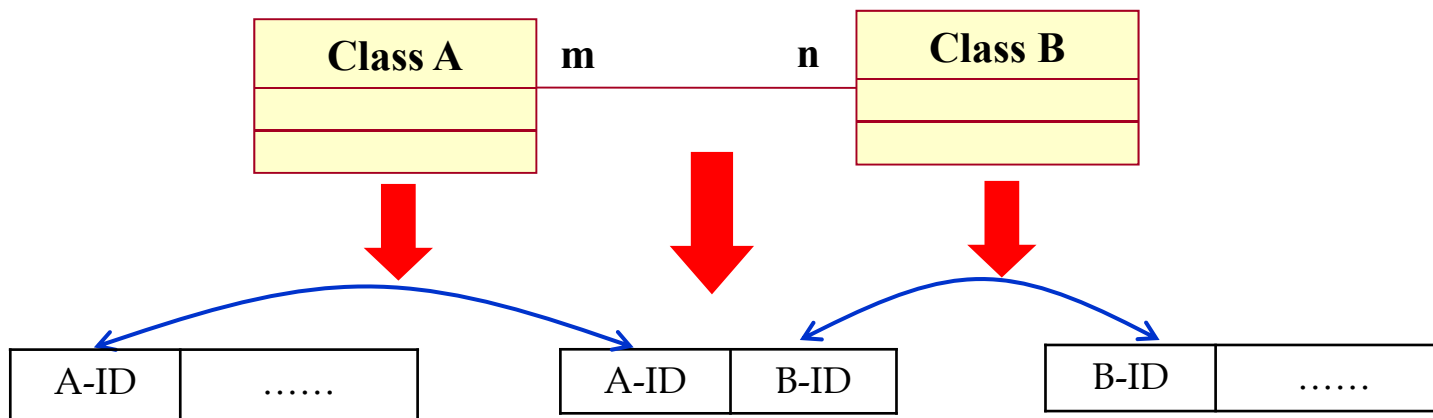 Class A
m
n
Class B
A-ID
……
A-ID
B-ID
B-ID
……